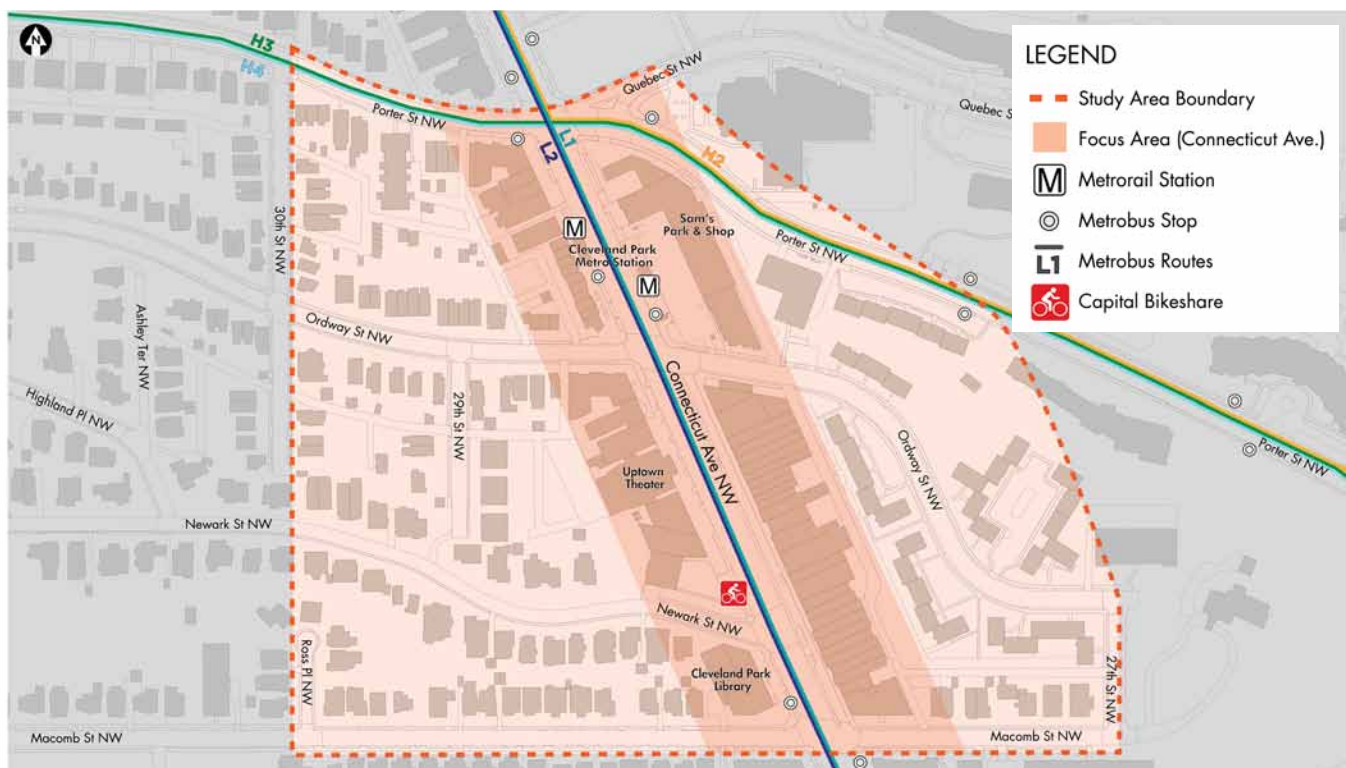 N
H3
H4
Porter St NW
Quebec St NW
Quebec St N
L1
L2
H2
M
Cleveland Park
Metro Station
M
Sam's
Park & Shop
Porter St NW
30th St NW
Ashley Ter NW
Highland Pl NW
Ordway St NW
29th St NW
Connecticut Ave NW
Ordway St NW
Porter St NW
Uptown
Theater
Newark St NW
Newark St NW
Ross Pl NW
Cleveland Park
Library
27th St NW
Macomb St NW
Macomb St NW
LEGEND
Study Area Boundary
Focus Area (Connecticut Ave.)
M Metrorail Station
Metrobus Stop
L1 Metrobus Routes
Capital Bikeshare